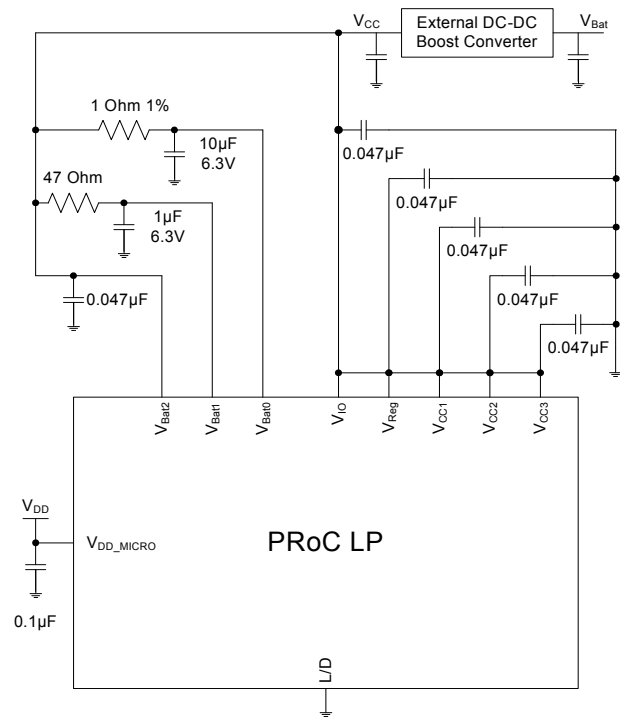 V_CC
External DC-DC
Boost Converter
V_Bat
1 Ohm 1%
10µF
6.3V
47 Ohm
1µF
6.3V
0.047µF
0.047µF
0.047µF
0.047µF
0.047µF
0.047µF
V_Bat2
V_Bat1
V_Bat0
V_IO
V_Reg
V_CC1
V_CC2
V_CC3
V_DD
V_DD_MICRO
PRoC LP
0.1µF
L/D